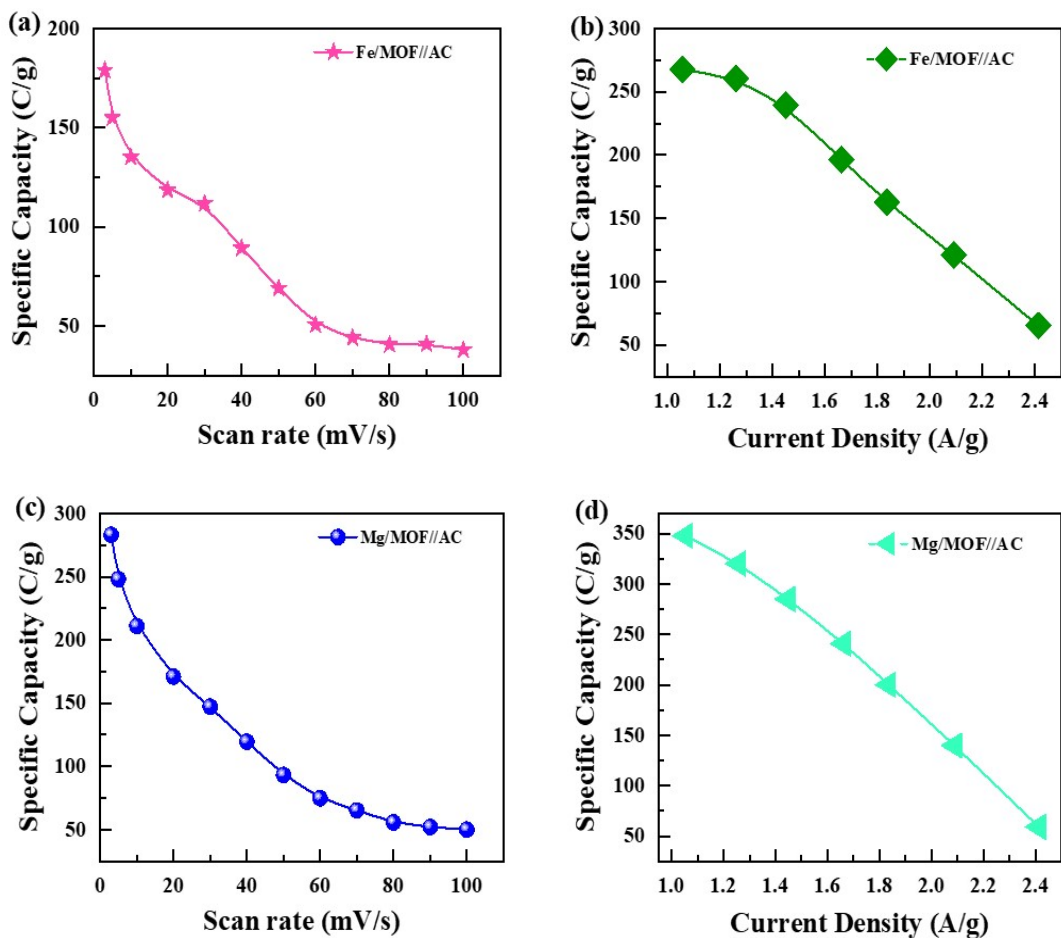 (a)
Fe/MOF//AC
Specific Capacity (C/g)
200
150
100
50
0 20 40 60 80 100
Scan rate (mV/s)
(b)
Fe/MOF//AC
Specific Capacity (C/g)
300
250
200
150
100
50
1.0 1.2 1.4 1.6 1.8 2.0 2.2 2.4
Current Density (A/g)
(c)
Mg/MOF//AC
Specific Capacity (C/g)
300
250
200
150
100
50
0 20 40 60 80 100
Scan rate (mV/s)
(d)
Mg/MOF//AC
Specific Capacity (C/g)
350
300
250
200
150
100
50
1.0 1.2 1.4 1.6 1.8 2.0 2.2 2.4
Current Density (A/g)